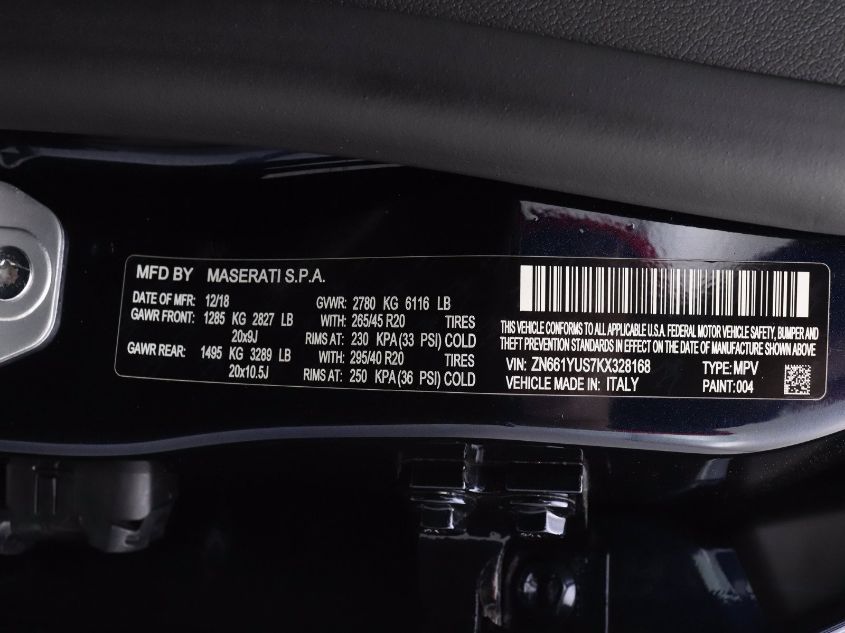 MFD BY MASERATI S.P.A.
DATE OF MFR: 12/18 GVWR: 2780 KG 6116 LB
GAWR FRONT: 1285 KG 2827 LB WITH: 265/45 R20 TIRES
20x9J RIMS AT: 230 KPA (33 PSI) COLD
GAWR REAR: 1495 KG 3289 LB WITH: 295/40 R20 TIRES
20x10.5J RIMS AT: 250 KPA (36 PSI) COLD
THIS VEHICLE CONFORMS TO ALL APPLICABLE U.S.A. FEDERAL MOTOR VEHICLE SAFETY, BUMPER AND
THEFT PREVENTION STANDARDS IN EFFECT ON THE DATE OF MANUFACTURE SHOWN ABOVE
VIN: ZN661YUS7KX328168 TYPE: MPV
VEHICLE MADE IN: ITALY PAINT: 004